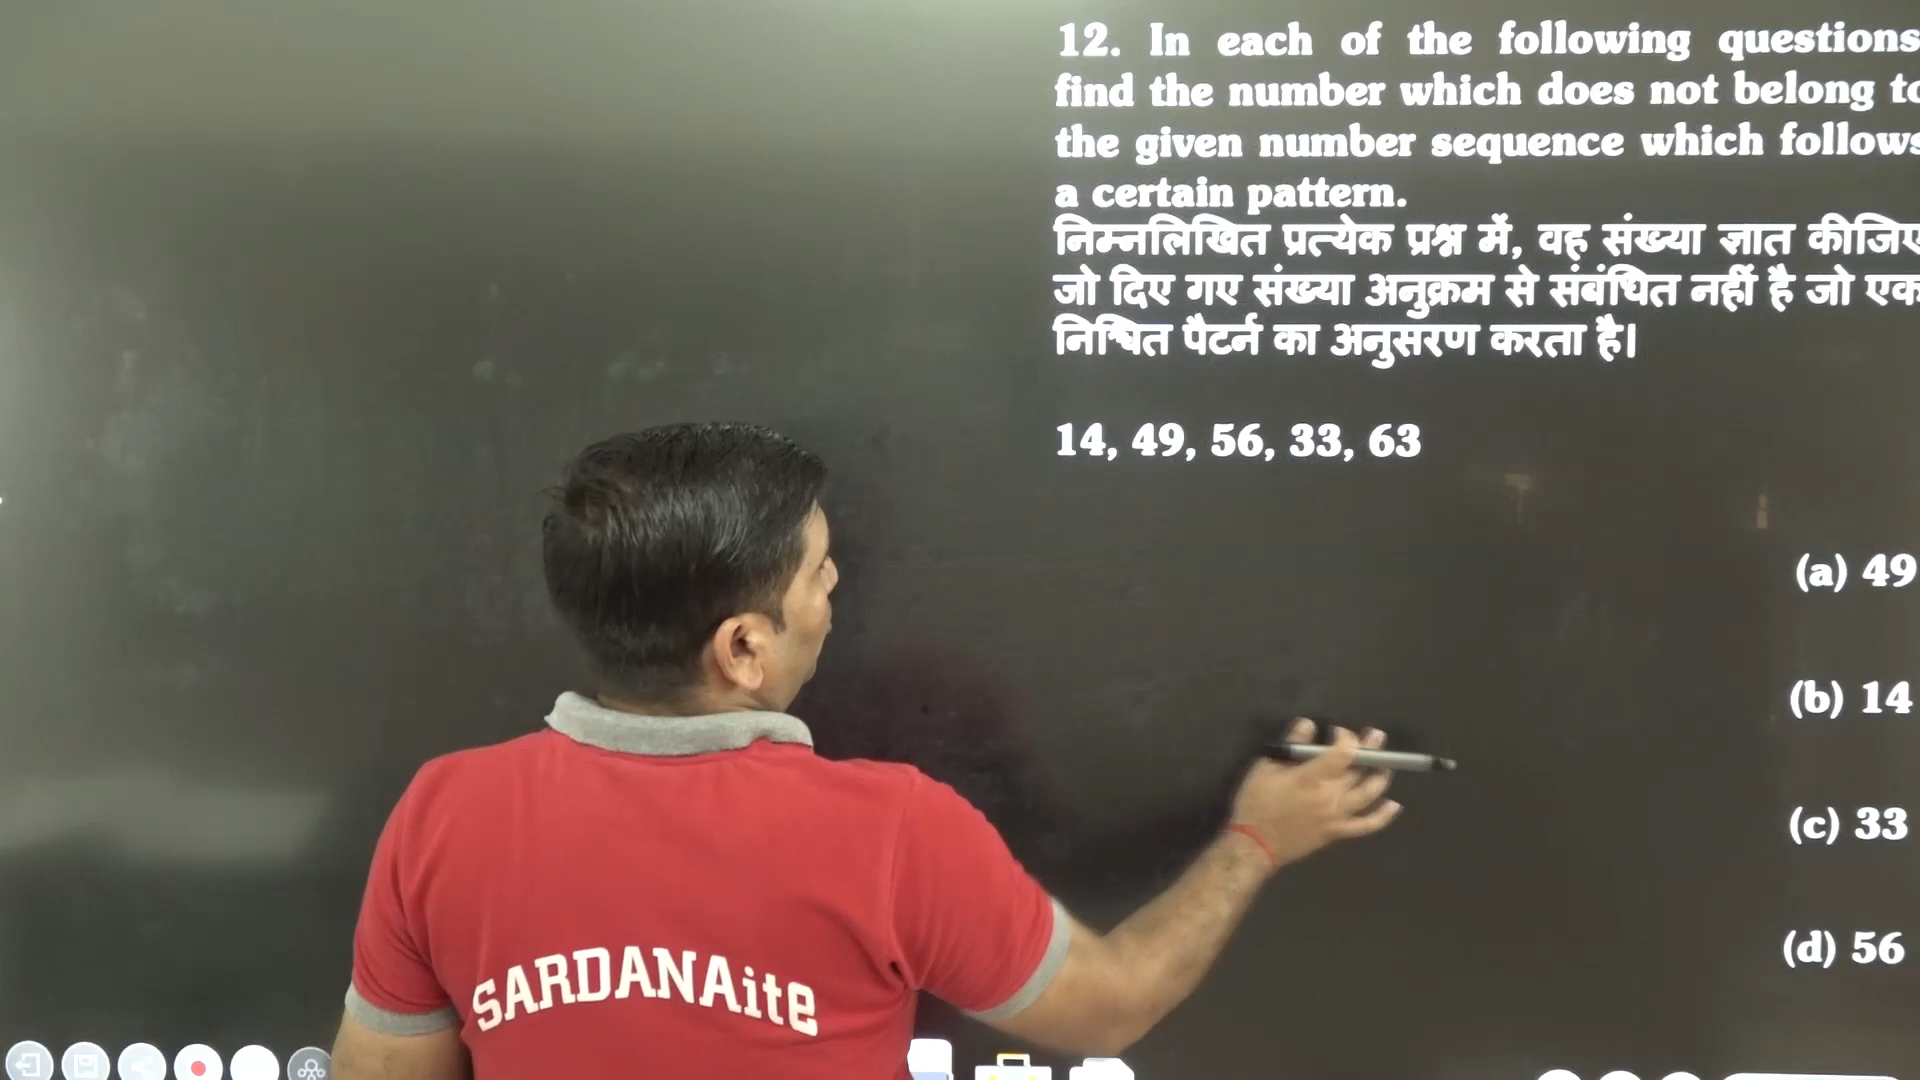 12. In each of the following questions
find the number which does not belong to
the given number sequence which follows
a certain pattern.
निम्नलिखित प्रत्येक प्रश्न में, वह संख्या ज्ञात कीजिए
जो दिए गए संख्या अनुक्रम से संबंधित नहीं है जो एक
निश्चित पैटर्न का अनुसरण करता है।
14, 49, 56, 33, 63
(a) 49
(b) 14
(c) 33
(d) 56
SARDANAite